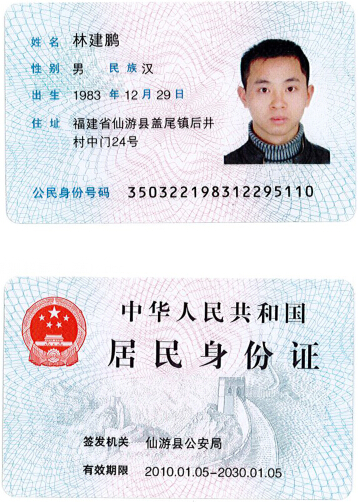 姓名 林建鹏
性别 男 民族 汉
出生 1983 年 12 月 29 日
住址 福建省仙游县盖尾镇后井
村中门24号
公民身份号码 350322198312295110
中华人民共和国
居民身份证
签发机关 仙游县公安局
有效期限 2010.01.05-2030.01.05